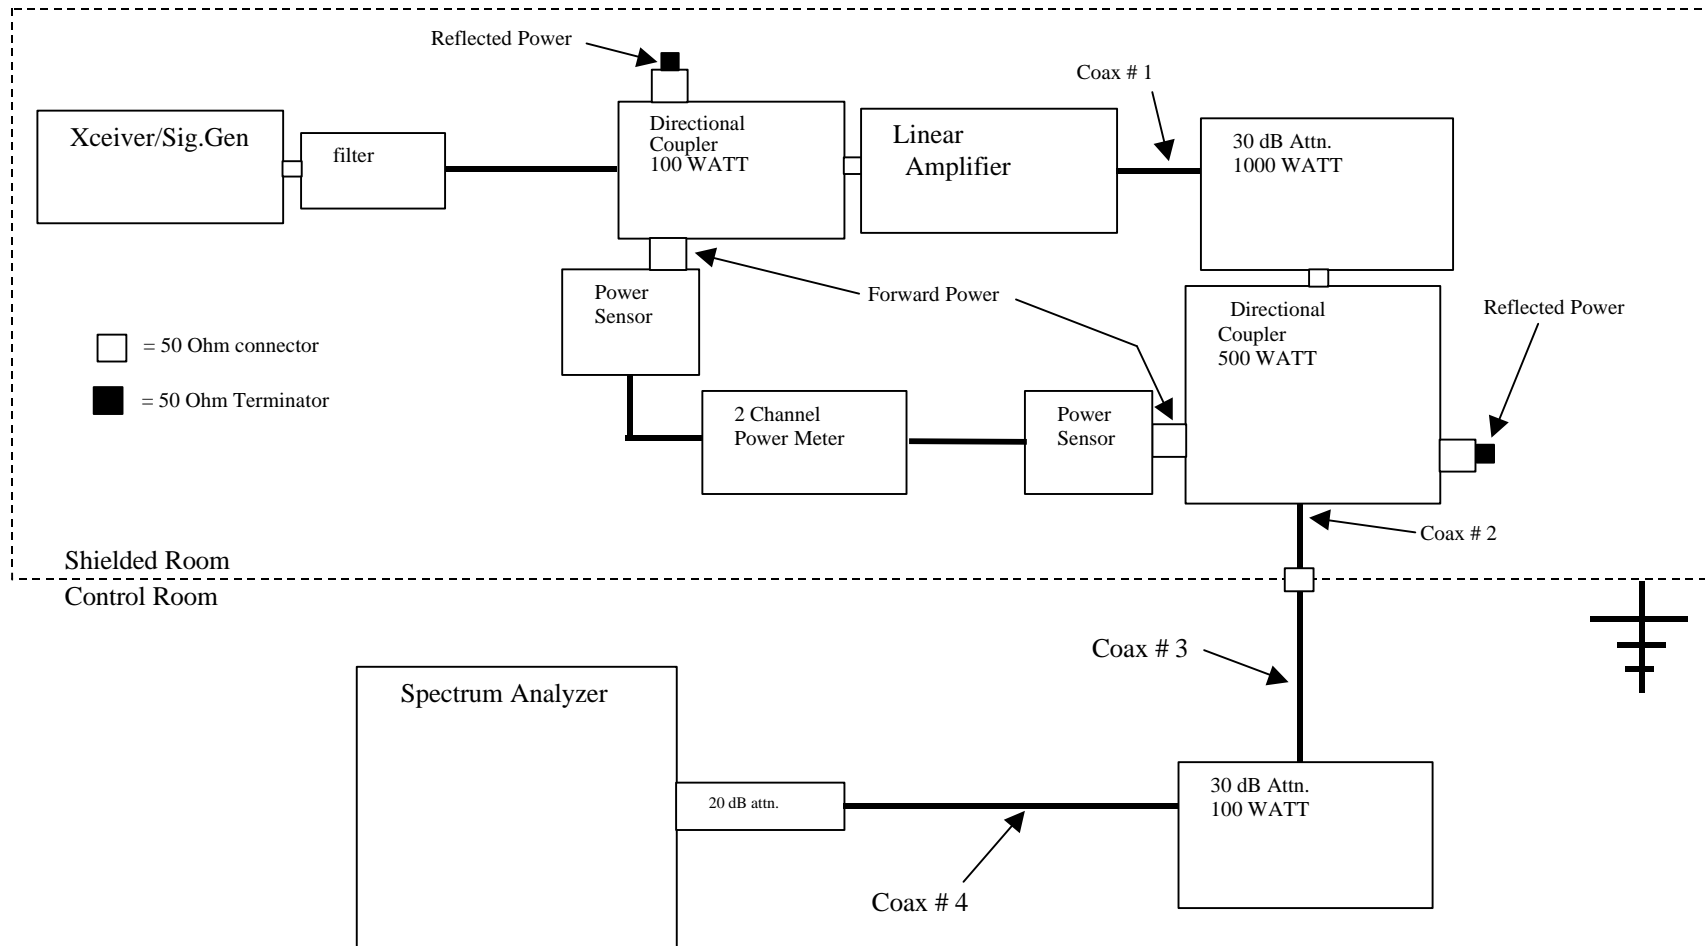 Reflected Power
Coax # 1
Xceiver/Sig.Gen
filter
Directional
Coupler
100 WATT
Linear
Amplifier
30 dB Attn.
1000 WATT
Power
Sensor
Forward Power
Directional
Coupler
500 WATT
Reflected Power
= 50 Ohm connector
= 50 Ohm Terminator
2 Channel
Power Meter
Power
Sensor
Coax # 2
Shielded Room
Control Room
Coax # 3
Spectrum Analyzer
20 dB attn.
30 dB Attn.
100 WATT
Coax # 4